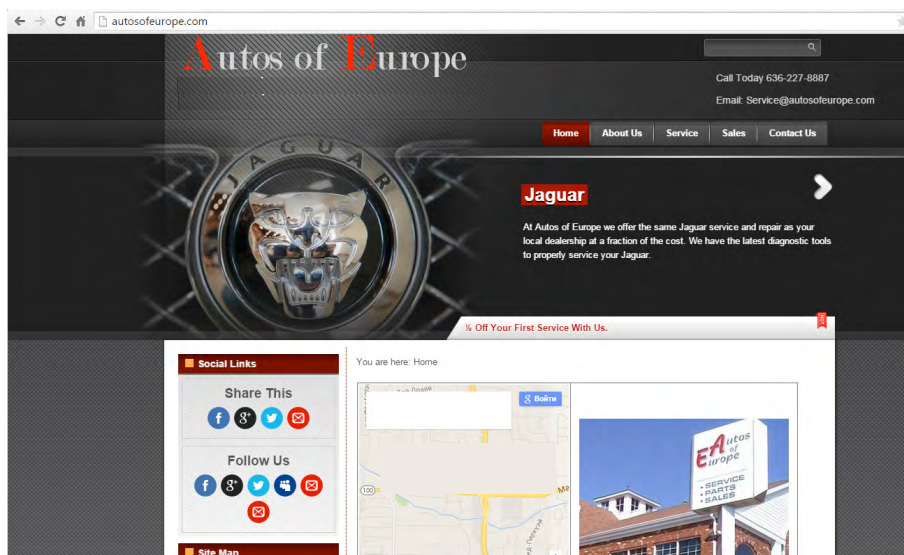 autosofeurope.com
Autos of Europe
Call Today 636-227-8887
Email: Service@autosofeurope.com
Home About Us Service Sales Contact Us
JAGUAR
Jaguar
At Autos of Europe we offer the same Jaguar service and repair as your
local dealership at a fraction of the cost. We have the latest diagnostic tools
to properly service your Jaguar.
½ Off Your First Service With Us.
HOT
Social Links
You are here: Home
Share This
Войти
Follow Us
100
Autos
of
Europe
• SERVICE
• PARTS
• SALES
Site Map